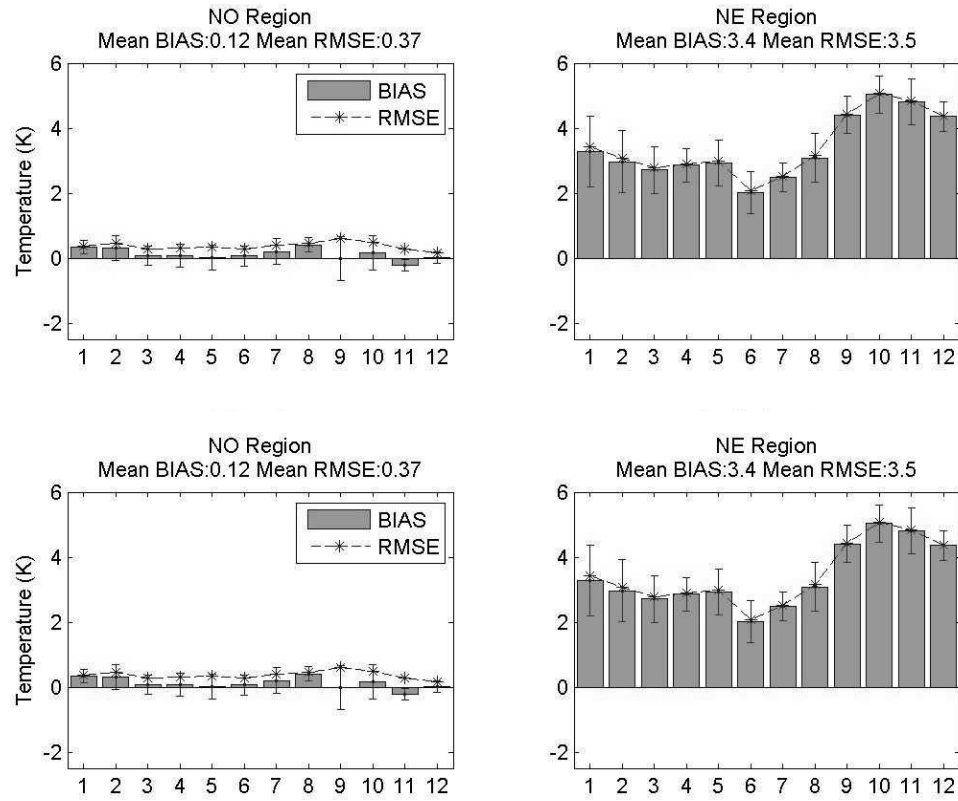 NO Region
Mean BIAS:0.12 Mean RMSE:0.37
NE Region
Mean BIAS:3.4 Mean RMSE:3.5
BIAS
RMSE
Temperature (K)
6
4
2
0
-2
1 2 3 4 5 6 7 8 9 10 11 12
6
4
2
0
-2
1 2 3 4 5 6 7 8 9 10 11 12
NO Region
Mean BIAS:0.12 Mean RMSE:0.37
NE Region
Mean BIAS:3.4 Mean RMSE:3.5
BIAS
RMSE
Temperature (K)
6
4
2
0
-2
1 2 3 4 5 6 7 8 9 10 11 12
6
4
2
0
-2
1 2 3 4 5 6 7 8 9 10 11 12